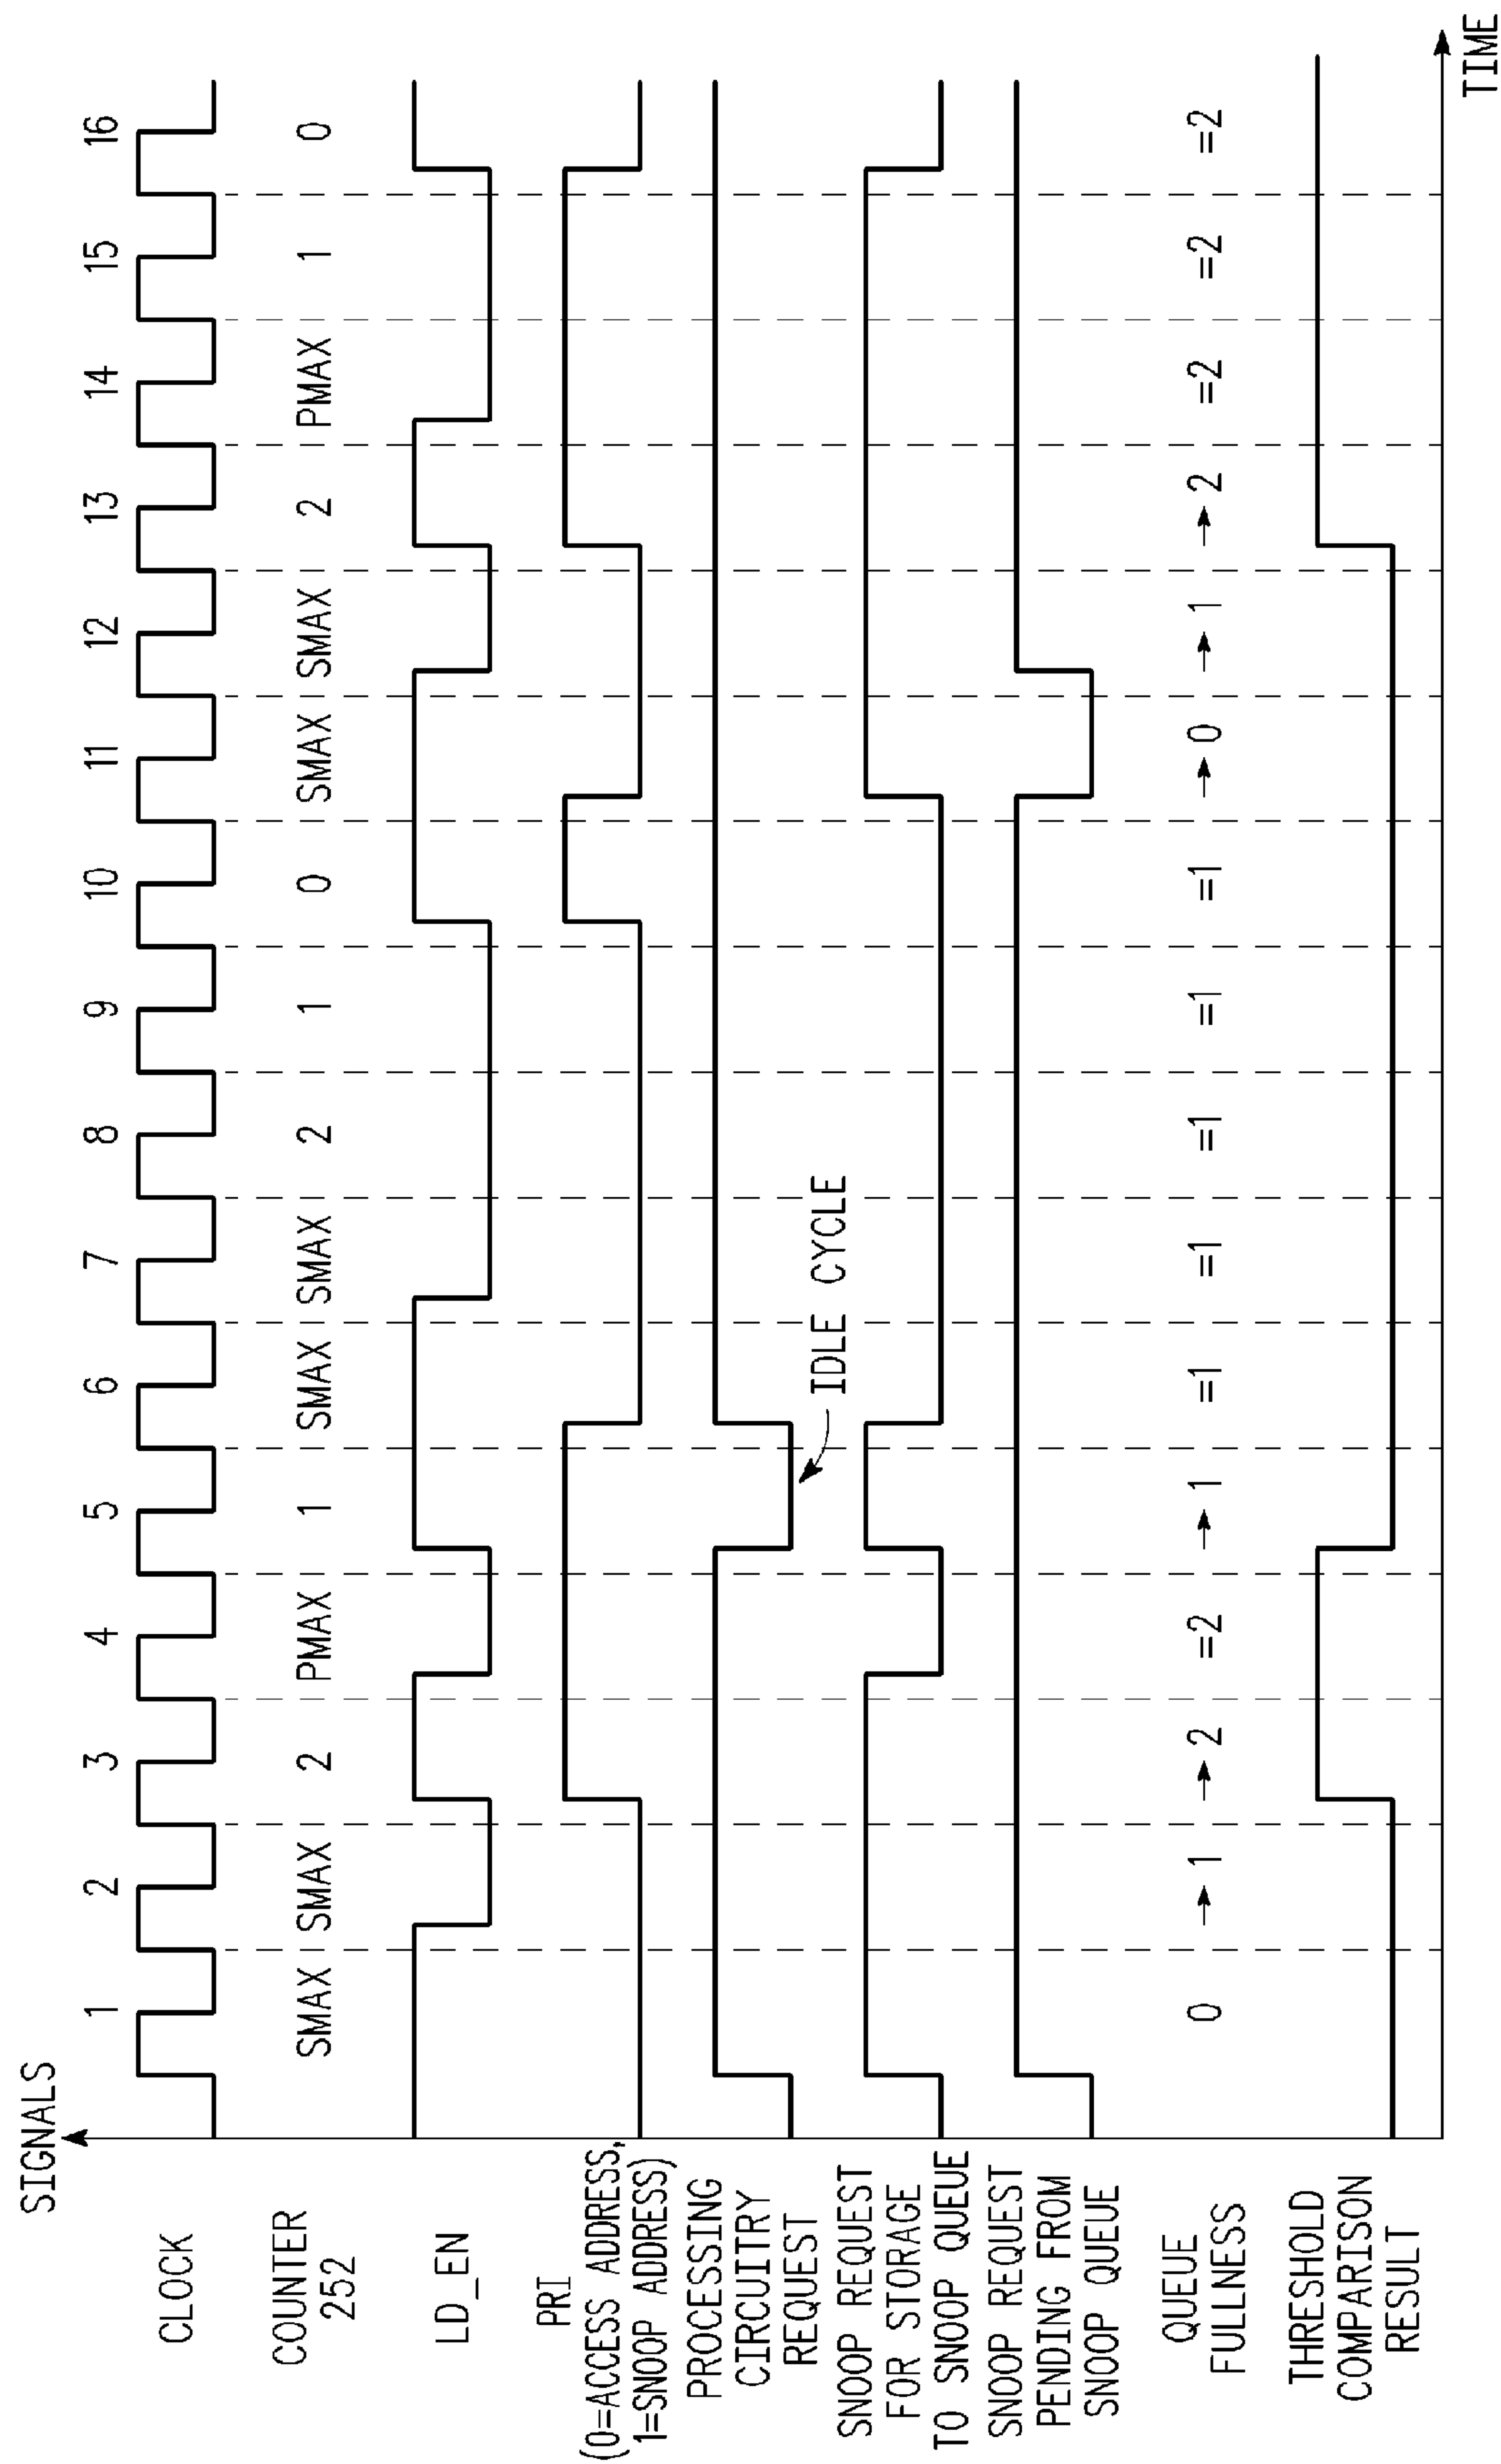 SIGNALS
1 2 3 4 5 6 7 8 9 10 11 12 13 14 15 16
CLOCK
COUNTER
252
SMAX SMAX 2 PMAX 1 SMAX SMAX 2 1 0 SMAX SMAX 2 PMAX 1 0
LD_EN
PRI
(0=ACCESS ADDRESS,
1=SNOOP ADDRESS)
PROCESSING
CIRCUITRY
REQUEST
IDLE CYCLE
SNOOP REQUEST
FOR STORAGE
TO SNOOP QUEUE
SNOOP REQUEST
PENDING FROM
SNOOP QUEUE
QUEUE
FULLNESS
0 →1 →2 =2 →1 =1 =1 =1 =1 =1 →0 →1 →2 =2 =2 =2
THRESHOLD
COMPARISON
RESULT
TIME